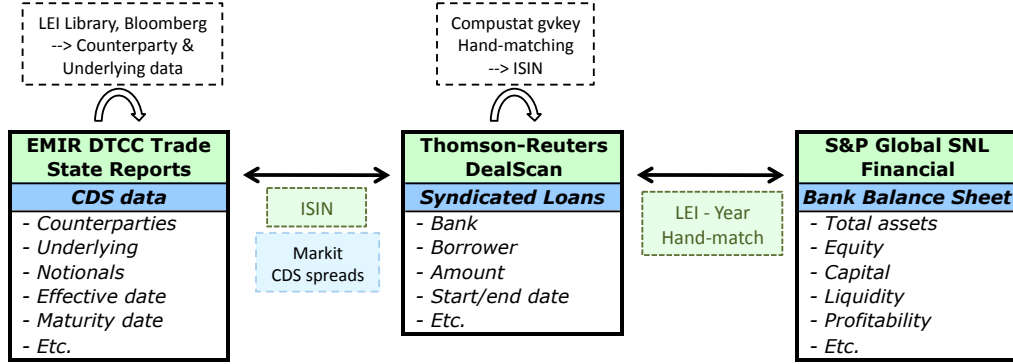 LEI Library, Bloomberg
--> Counterparty &
Underlying data
Compustat gvkey
Hand-matching
--> ISIN
EMIR DTCC Trade
State Reports
CDS data
- Counterparties
- Underlying
- Notionals
- Effective date
- Maturity date
- Etc.
ISIN
Markit
CDS spreads
Thomson-Reuters
DealScan
Syndicated Loans
- Bank
- Borrower
- Amount
- Start/end date
- Etc.
LEI - Year
Hand-match
S&P Global SNL
Financial
Bank Balance Sheet
- Total assets
- Equity
- Capital
- Liquidity
- Profitability
- Etc.